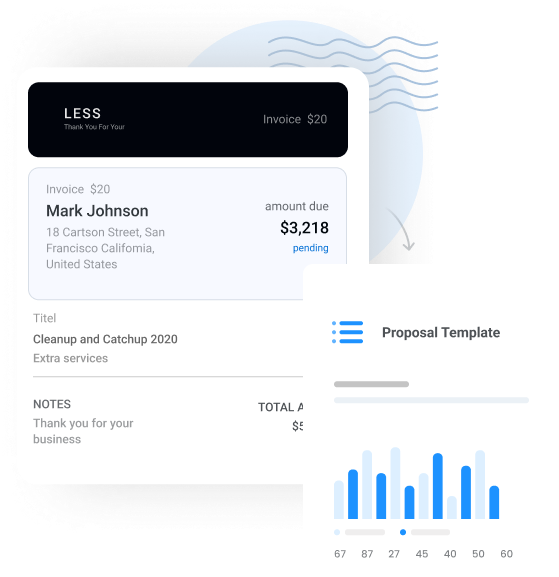 LESS
Thank You For Your
Invoice $20
Invoice $20
Mark Johnson
18 Cartson Street, San
Francisco Califomia,
United States
amount due
$3,218
pending
Titel
Cleanup and Catchup 2020
Extra services
NOTES
Thank you for your
business
TOTAL A
$5
Proposal Template
67 87 27 45 40 50 60